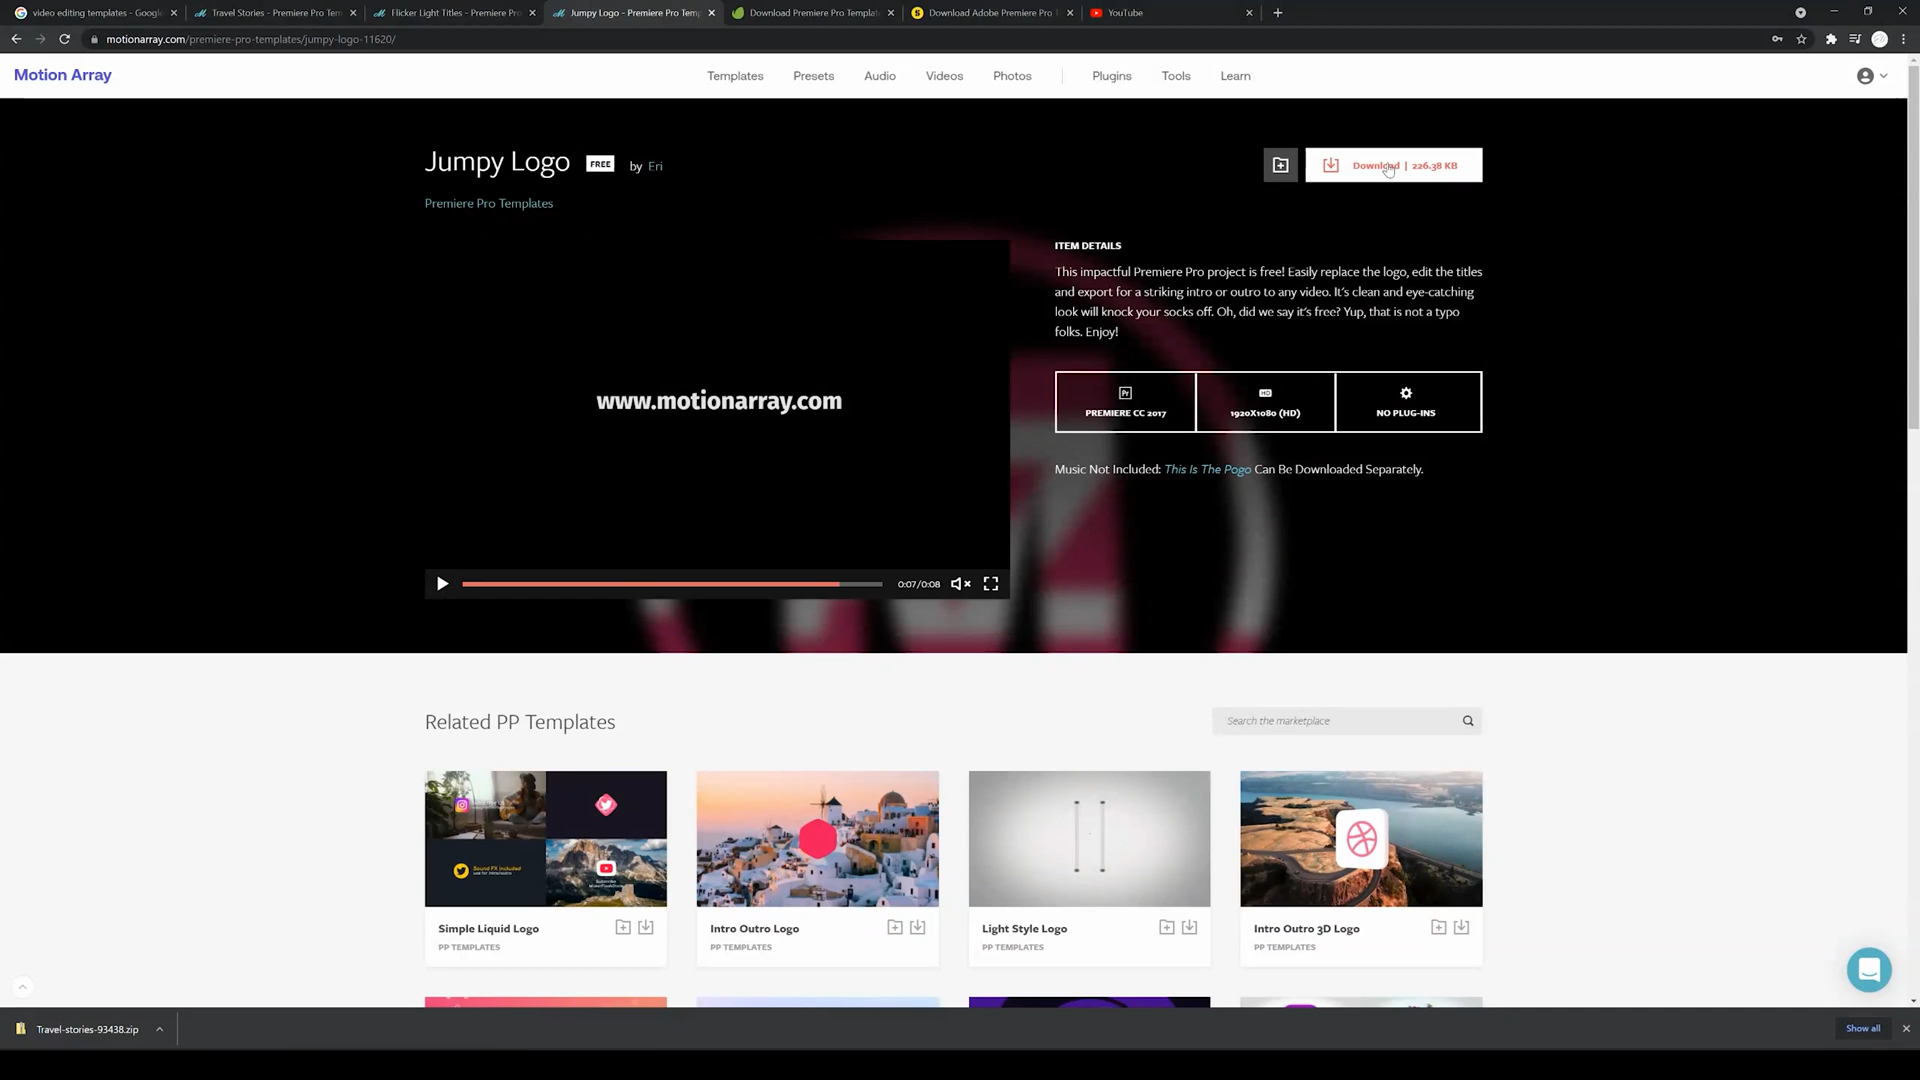 video editing templates - Google
Travel Stories - Premiere Pro Tem
Flicker Light Titles - Premiere Pro
Jumpy Logo - Premiere Pro Temp
Download Premiere Pro Templat
Download Adobe Premiere Pro T
YouTube
motionarray.com/premiere-pro-templates/jumpy-logo-11620/
Motion Array
Templates
Presets
Audio
Videos
Photos
Plugins
Tools
Learn
Jumpy Logo FREE by Eri
Download | 226.38 KB
Premiere Pro Templates
www.motionarray.com
0:07/0:08
ITEM DETAILS
This impactful Premiere Pro project is free! Easily replace the logo, edit the titles
and export for a striking intro or outro to any video. It's clean and eye-catching
look will knock your socks off. Oh, did we say it's free? Yup, that is not a typo
folks. Enjoy!
Pr
HD
PREMIERE CC 2017
1920X1080 (HD)
NO PLUG-INS
Music Not Included: This Is The Pogo Can Be Downloaded Separately.
Related PP Templates
Search the marketplace
Sound FX Included
Simple Liquid Logo
PP TEMPLATES
Intro Outro Logo
PP TEMPLATES
Light Style Logo
PP TEMPLATES
Intro Outro 3D Logo
PP TEMPLATES
Travel-stories-93438.zip
Show all